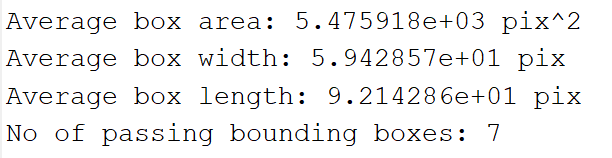 Average box area: 5.475918e+03 pix^2
Average box width: 5.942857e+01 pix
Average box length: 9.214286e+01 pix
No of passing bounding boxes: 7